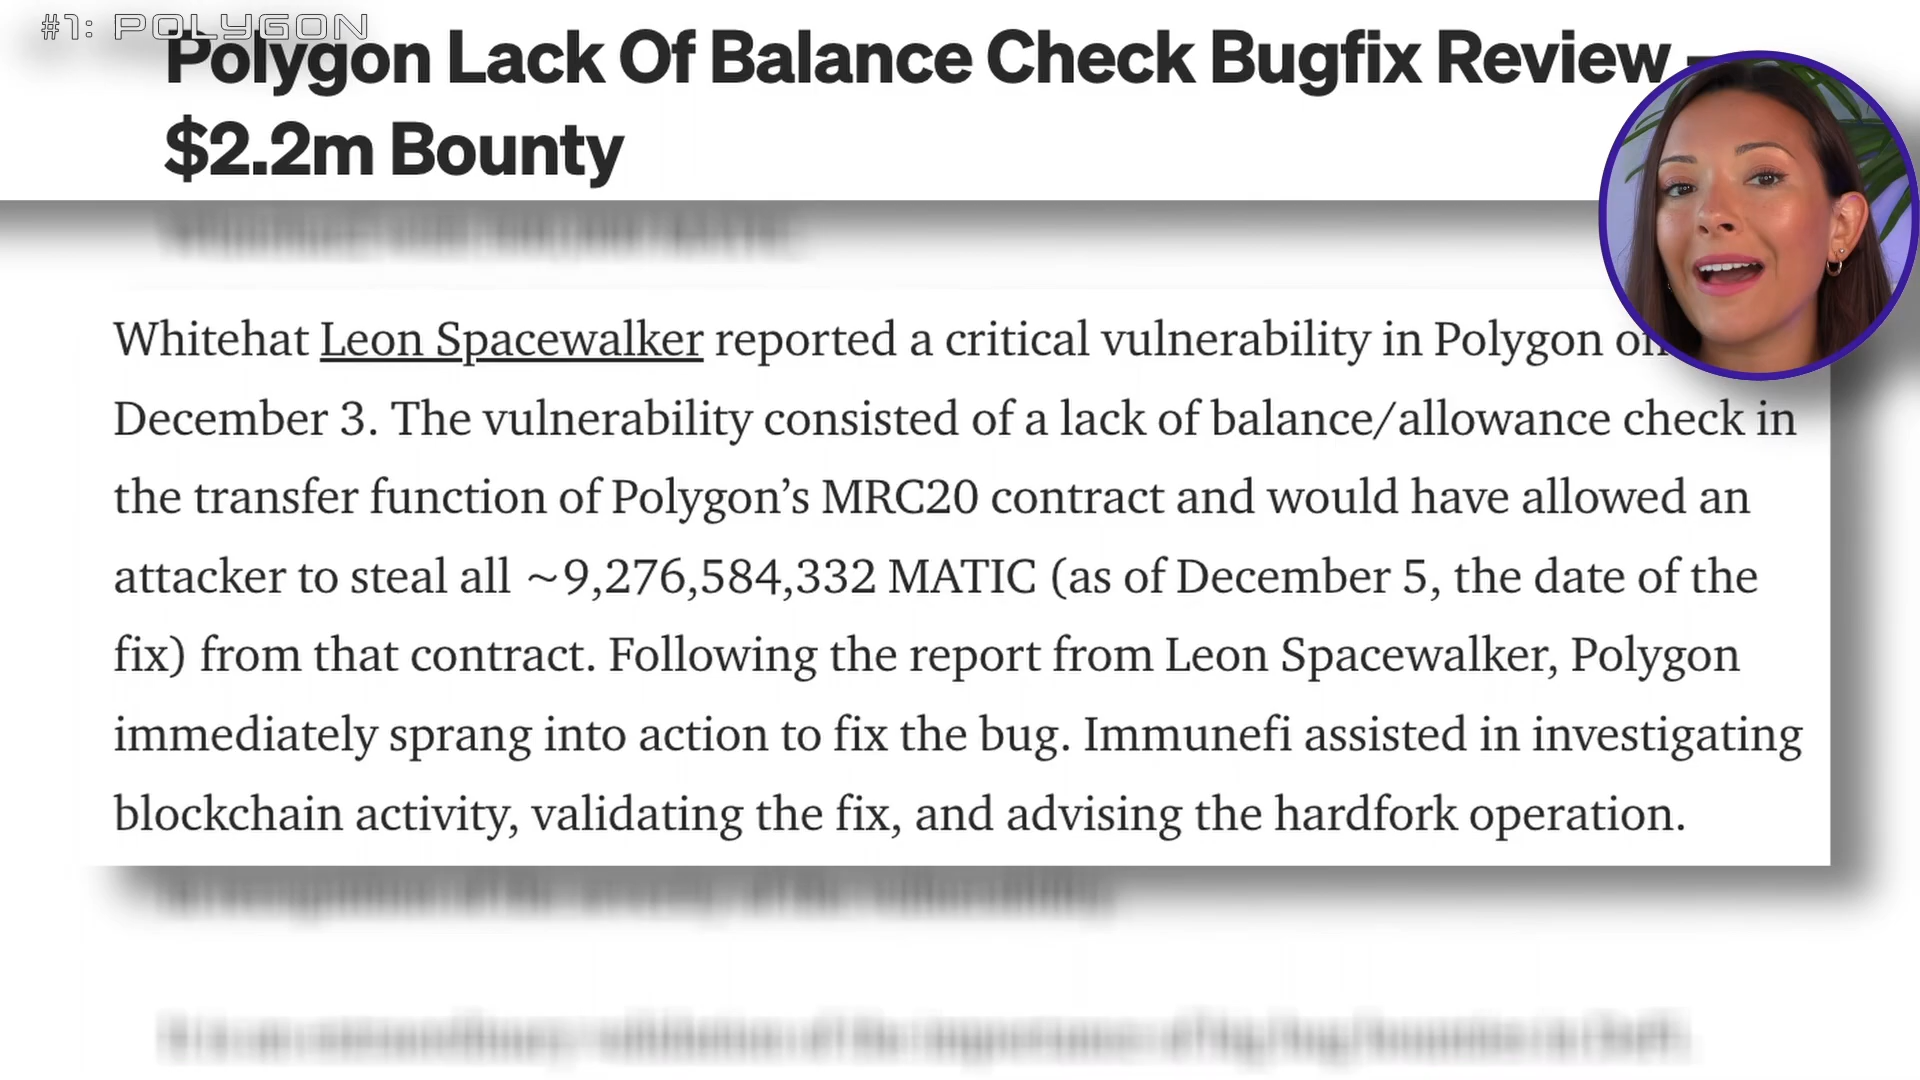 #1: POLYGON
Polygon Lack Of Balance Check Bugfix Review –
$2.2m Bounty
Whitehat Leon Spacewalker reported a critical vulnerability in Polygon on
December 3. The vulnerability consisted of a lack of balance/allowance check in
the transfer function of Polygon’s MRC20 contract and would have allowed an
attacker to steal all ~9,276,584,332 MATIC (as of December 5, the date of the
fix) from that contract. Following the report from Leon Spacewalker, Polygon
immediately sprang into action to fix the bug. Immunefi assisted in investigating
blockchain activity, validating the fix, and advising the hardfork operation.